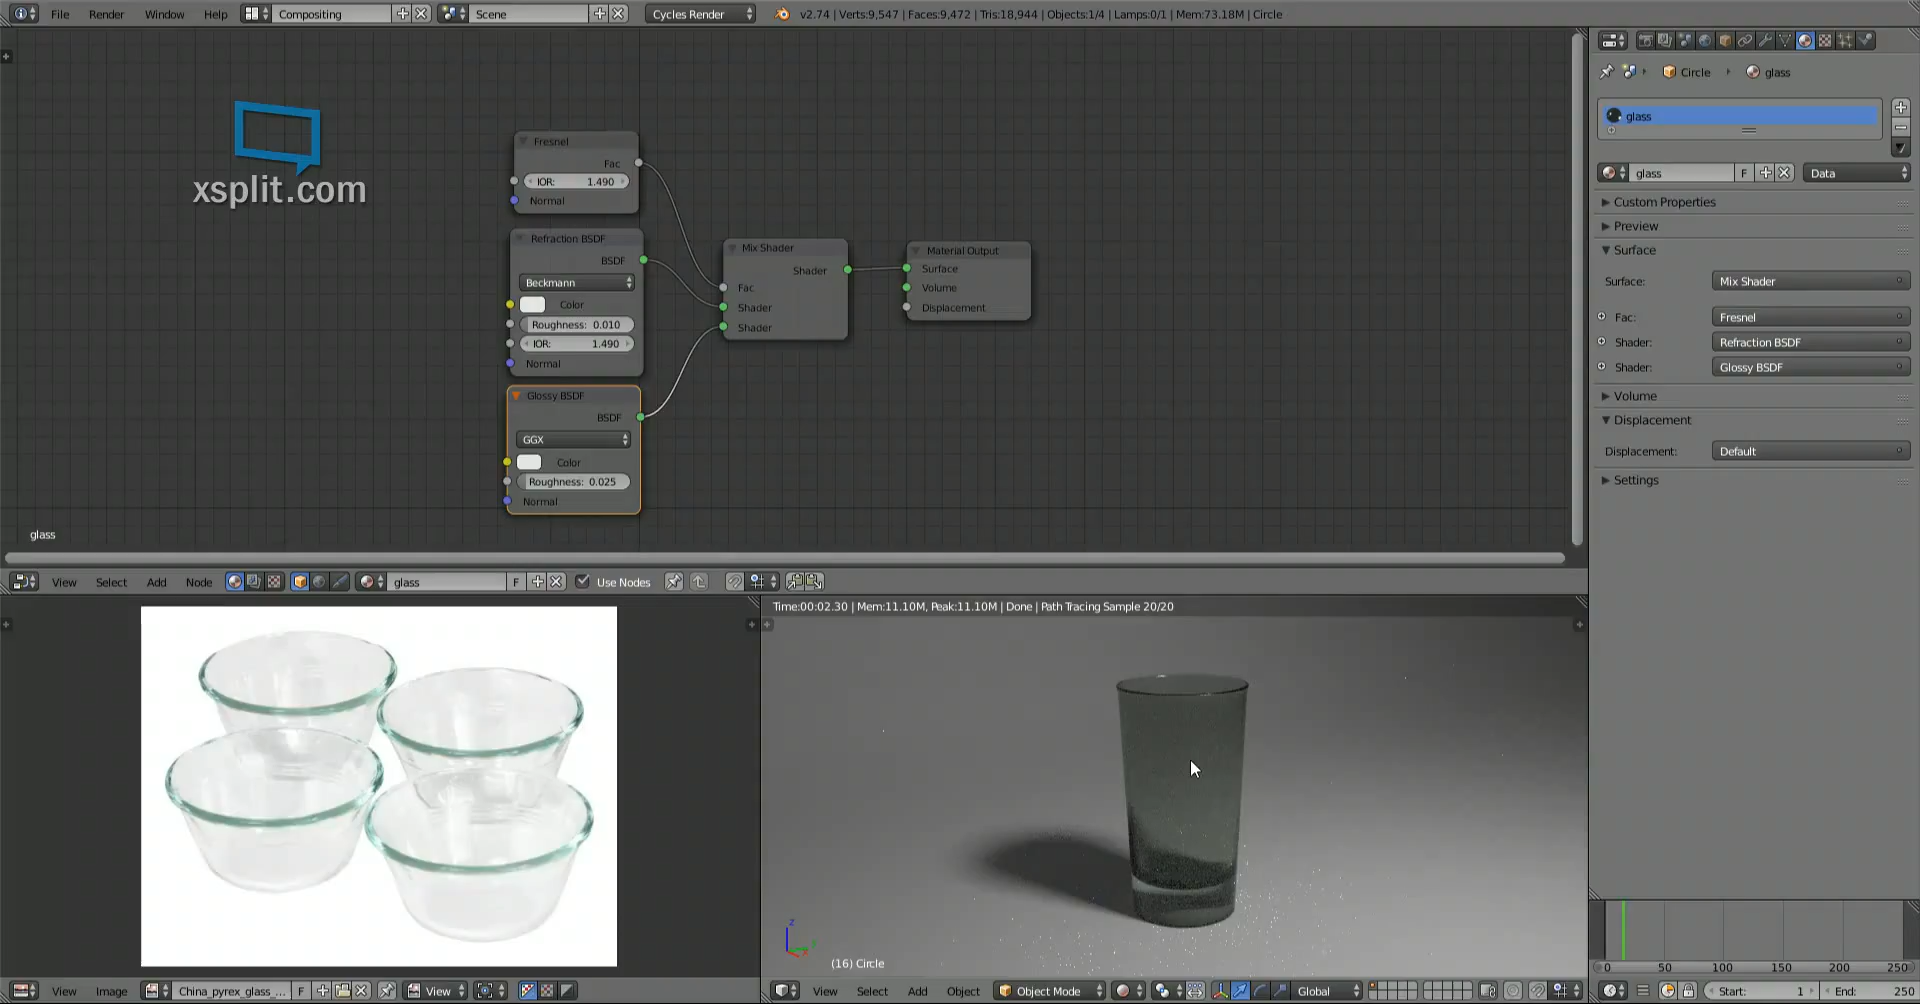 File Render Window Help Compositing Scene Cycles Render v2.74 | Verts:9,547 | Faces:9,472 | Tris:18,944 | Objects:1/4 | Lamps:0/1 | Mem:73.18M | Circle
xsplit.com
Fresnel
Fac
IOR: 1.490
Normal
Refraction BSDF
BSDF
Beckmann
Color
Roughness: 0.010
IOR: 1.490
Normal
Glossy BSDF
BSDF
GGX
Color
Roughness: 0.025
Normal
Mix Shader
Shader
Fac
Shader
Shader
Material Output
Surface
Volume
Displacement
glass
View Select Add Node glass F Use Nodes
Circle glass
glass
glass F Data
Custom Properties
Preview
Surface
Surface: Mix Shader
Fac: Fresnel
Shader: Refraction BSDF
Shader: Glossy BSDF
Volume
Displacement
Displacement: Default
Settings
Time:00:02.30 | Mem:11.10M, Peak:11.10M | Done | Path Tracing Sample 20/20
z
(16) Circle
View Image China_pyrex_glass_... F View
View Select Add Object Object Mode Global
0 50 100 150 200 250
Start: 1 End: 250